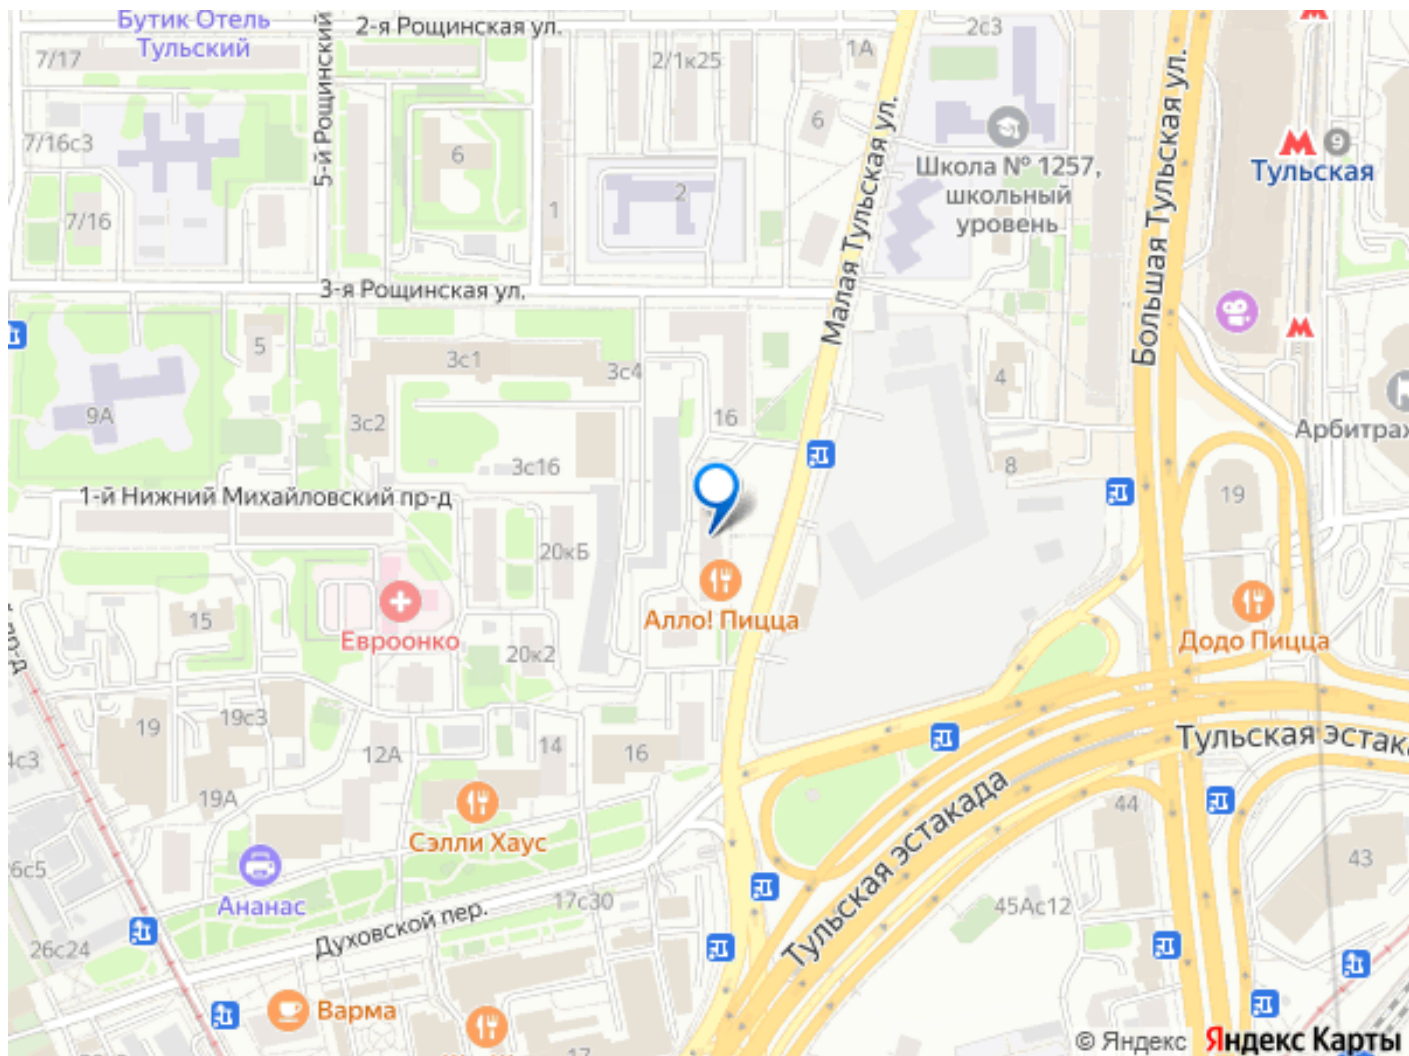 Бутик Отель
Тульский
2-я Рощинская ул.
2с3
1А
7/17
2/1к25
5-й Рощинский
Большая Тульская ул.
6
Малая Тульская ул.
7/16с3
6
9
Тульская
Школа № 1257,
школьный
уровень
2
1
7/16
3-я Рощинская ул.
5
3с1
3с4
4
9А
3с2
16
Арбитраж
3с16
8
19
1-й Нижний Михайловский пр-д
20кБ
15
Евроонко
Алло! Пицца
Додо Пицца
20к2
19
19с3
12А
14
16
Тульская эстака
19А
44
Сэлли Хаус
Тульская эстакада
43
Ананас
17с30
45Ас12
Духовской пер.
26с24
Варма
17
© Яндекс
Яндекс Карты